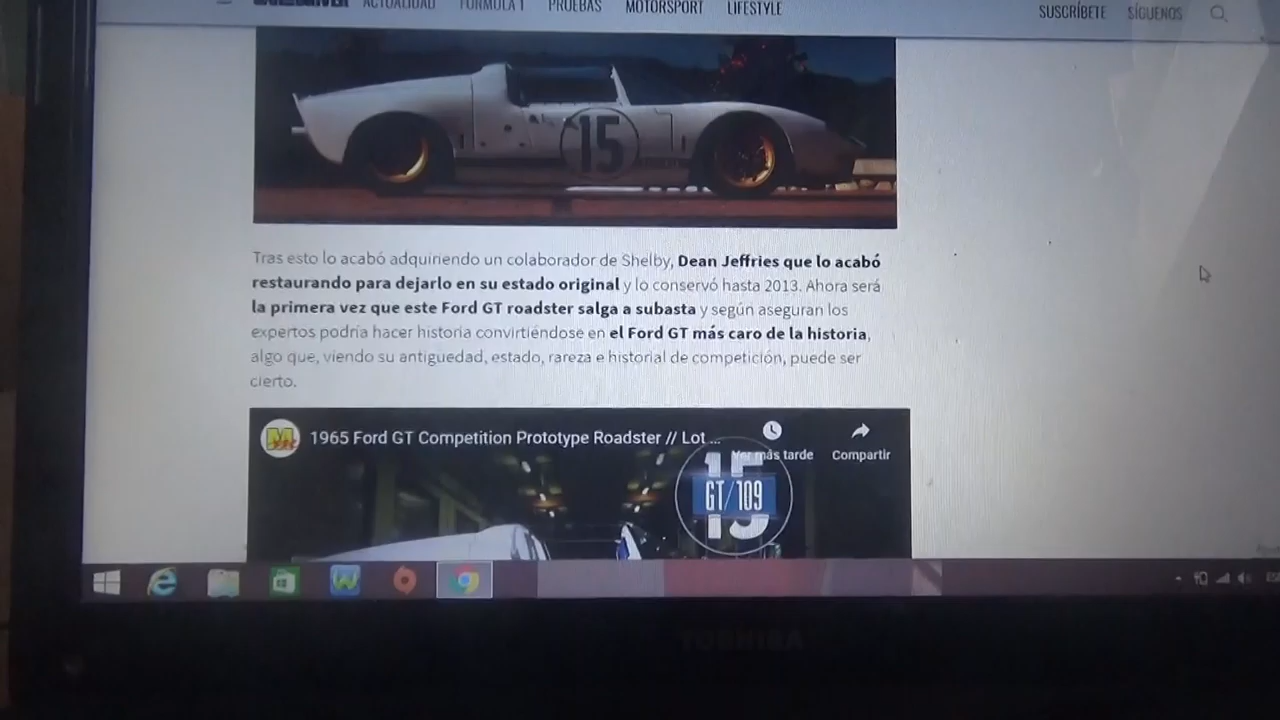 ACTUALIDAD FÓRMULA 1 PRUEBAS MOTORSPORT LIFESTYLE SUSCRÍBETE SÍGUENOS
15
Tras esto lo acabó adquiriendo un colaborador de Shelby, Dean Jeffries que lo acabó
restaurando para dejarlo en su estado original y lo conservó hasta 2013. Ahora será
la primera vez que este Ford GT roadster salga a subasta y según aseguran los
expertos podría hacer historia convirtiéndose en el Ford GT más caro de la historia,
algo que, viendo su antiguedad, estado, rareza e historial de competición, puede ser
cierto.
1965 Ford GT Competition Prototype Roadster // Lot ...
Ver más tarde Compartir
15
GT/109
TOSHIBA